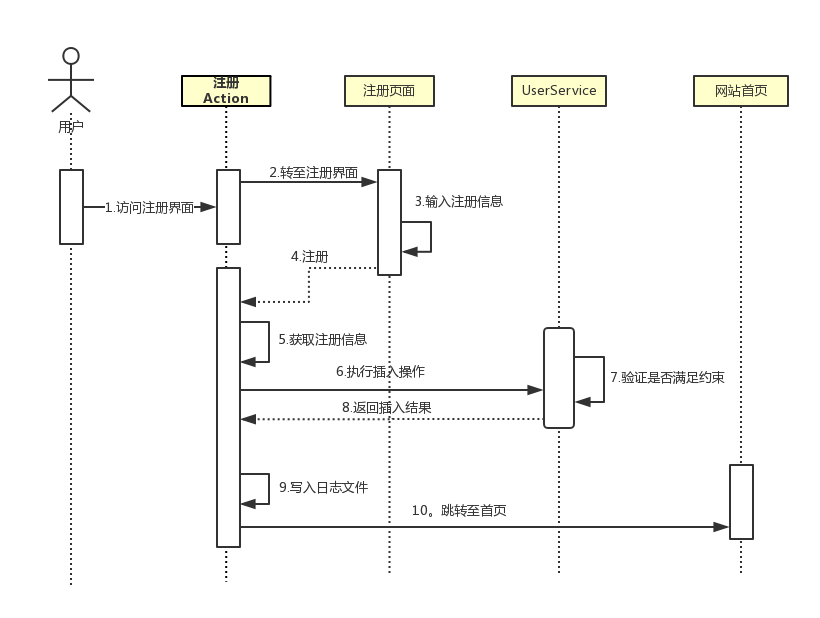 注册
Action
注册页面
UserService
网站首页
用户
2.转至注册界面
3.输入注册信息
1.访问注册界面
4.注册
5.获取注册信息
6.执行插入操作
7.验证是否满足约束
8.返回插入结果
9.写入日志文件
10。跳转至首页